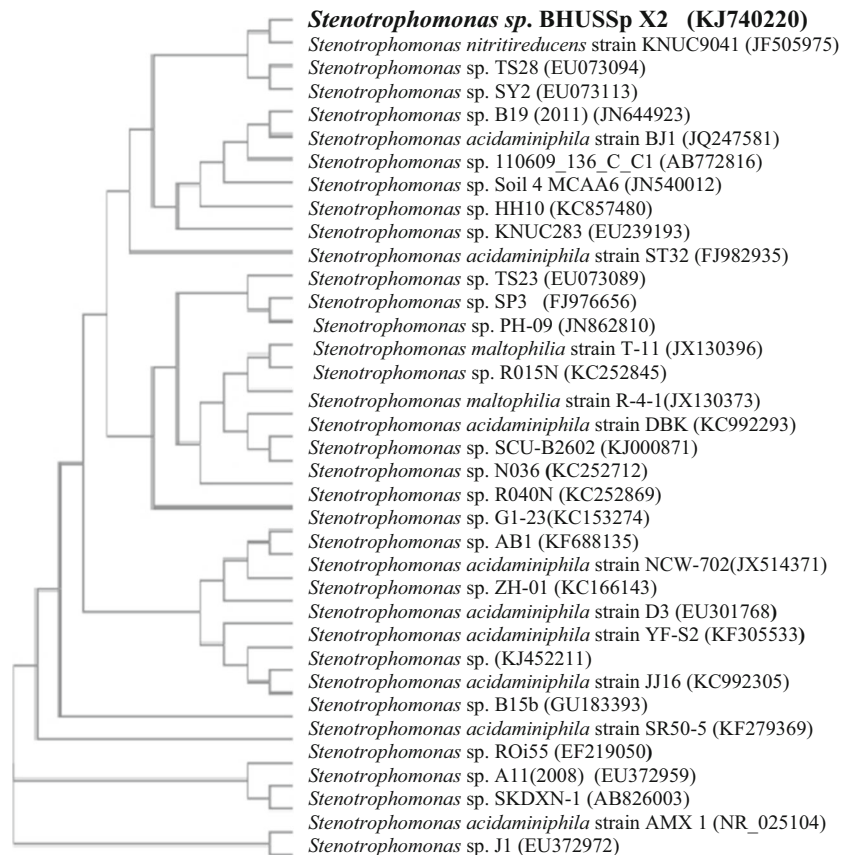 Stenotrophomonas sp. BHUSSp X2 (KJ740220)
Stenotrophomonas nitritireducens strain KNUC9041 (JF505975)
Stenotrophomonas sp. TS28 (EU073094)
Stenotrophomonas sp. SY2 (EU073113)
Stenotrophomonas sp. B19 (2011) (JN644923)
Stenotrophomonas acidaminiphila strain BJ1 (JQ247581)
Stenotrophomonas sp. 110609_136_C_C1 (AB772816)
Stenotrophomonas sp. Soil 4 MCAA6 (JN540012)
Stenotrophomonas sp. HH10 (KC857480)
Stenotrophomonas sp. KNUC283 (EU239193)
Stenotrophomonas acidaminiphila strain ST32 (FJ982935)
Stenotrophomonas sp. TS23 (EU073089)
Stenotrophomonas sp. SP3 (FJ976656)
Stenotrophomonas sp. PH-09 (JN862810)
Stenotrophomonas maltophilia strain T-11 (JX130396)
Stenotrophomonas sp. R015N (KC252845)
Stenotrophomonas maltophilia strain R-4-1(JX130373)
Stenotrophomonas acidaminiphila strain DBK (KC992293)
Stenotrophomonas sp. SCU-B2602 (KJ000871)
Stenotrophomonas sp. N036 (KC252712)
Stenotrophomonas sp. R040N (KC252869)
Stenotrophomonas sp. G1-23(KC153274)
Stenotrophomonas sp. AB1 (KF688135)
Stenotrophomonas acidaminiphila strain NCW-702(JX514371)
Stenotrophomonas sp. ZH-01 (KC166143)
Stenotrophomonas acidaminiphila strain D3 (EU301768)
Stenotrophomonas acidaminiphila strain YF-S2 (KF305533)
Stenotrophomonas sp. (KJ452211)
Stenotrophomonas acidaminiphila strain JJ16 (KC992305)
Stenotrophomonas sp. B15b (GU183393)
Stenotrophomonas acidaminiphila strain SR50-5 (KF279369)
Stenotrophomonas sp. ROi55 (EF219050)
Stenotrophomonas sp. A11(2008) (EU372959)
Stenotrophomonas sp. SKDXN-1 (AB826003)
Stenotrophomonas acidaminiphila strain AMX 1 (NR_025104)
Stenotrophomonas sp. J1 (EU372972)